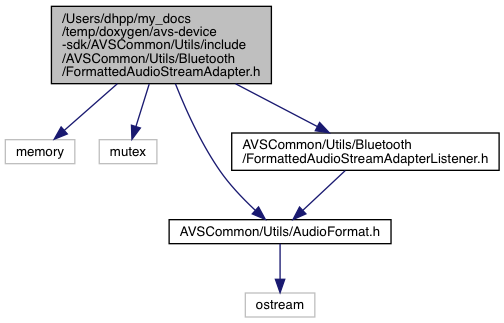 /Users/dhpp/my_docs
/temp/doxygen/avs-device
-sdk/AVSCommon/Utils/include
/AVSCommon/Utils/Bluetooth
/FormattedAudioStreamAdapter.h
memory
mutex
AVSCommon/Utils/Bluetooth
/FormattedAudioStreamAdapterListener.h
AVSCommon/Utils/AudioFormat.h
ostream